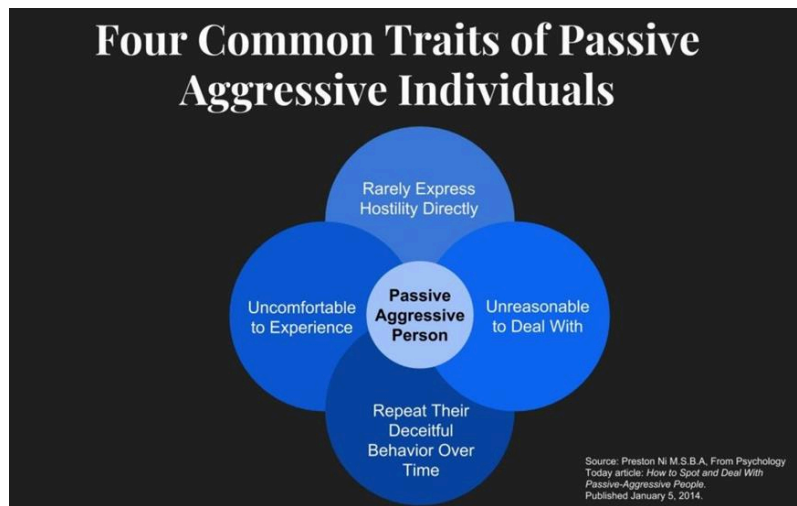 Four Common Traits of Passive
Aggressive Individuals
Rarely Express
Hostility Directly
Uncomfortable
to Experience
Passive
Aggressive
Person
Unreasonable
to Deal With
Repeat Their
Deceitful
Behavior Over
Time
Source: Preston Ni M.S.B.A, From Psychology
Today article: How to Spot and Deal With
Passive-Aggressive People.
Published January 5, 2014.